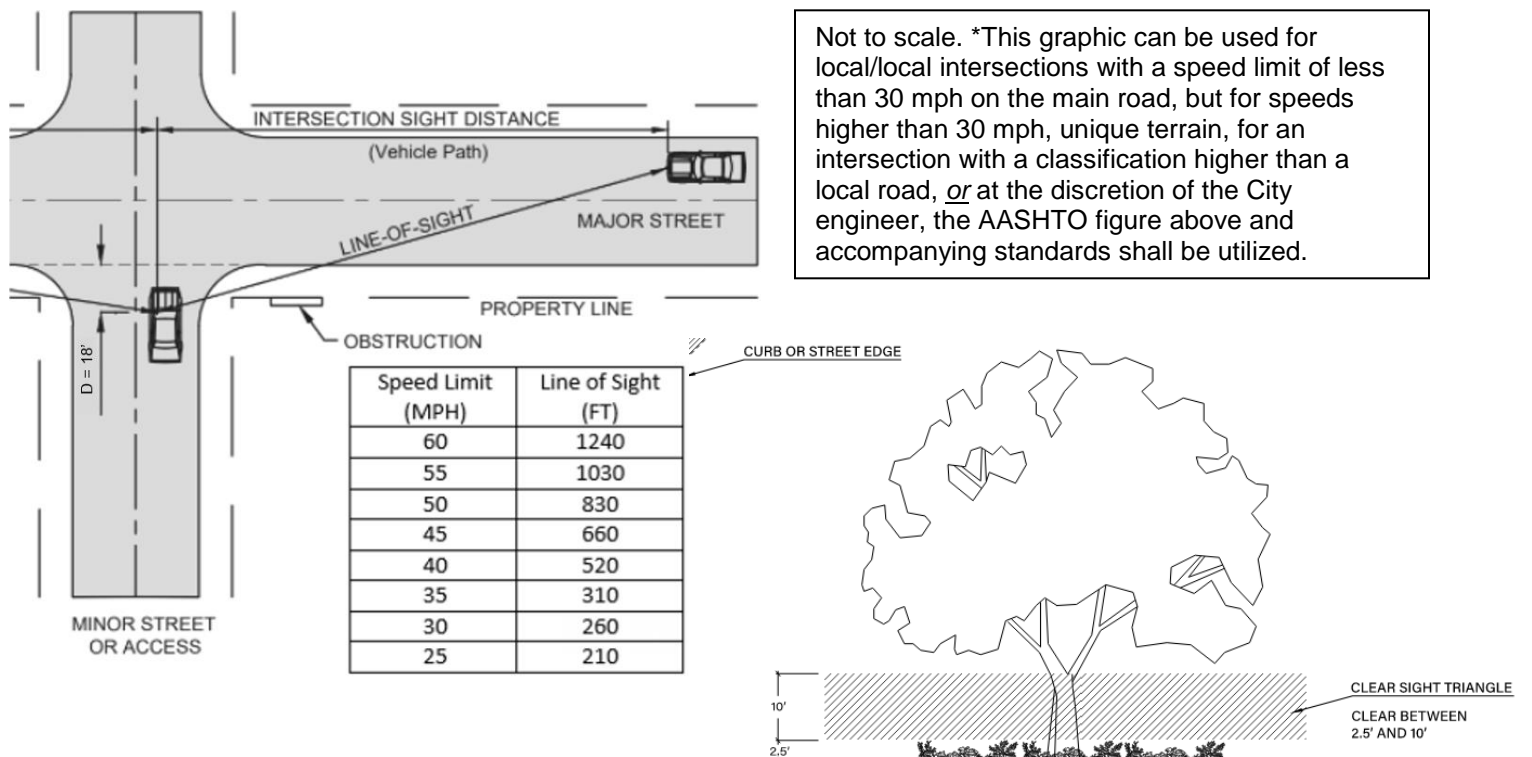 INTERSECTION SIGHT DISTANCE
(Vehicle Path)
LINE-OF-SIGHT
MAJOR STREET
PROPERTY LINE
OBSTRUCTION
D = 18'
MINOR STREET
OR ACCESS
Not to scale. *This graphic can be used for
local/local intersections with a speed limit of less
than 30 mph on the main road, but for speeds
higher than 30 mph, unique terrain, for an
intersection with a classification higher than a
local road, or at the discretion of the City
engineer, the AASHTO figure above and
accompanying standards shall be utilized.
CURB OR STREET EDGE
Speed Limit (MPH) Line of Sight (FT)
60 1240
55 1030
50 830
45 660
40 520
35 310
30 260
25 210
10'
2.5'
CLEAR SIGHT TRIANGLE
CLEAR BETWEEN
2.5' AND 10'